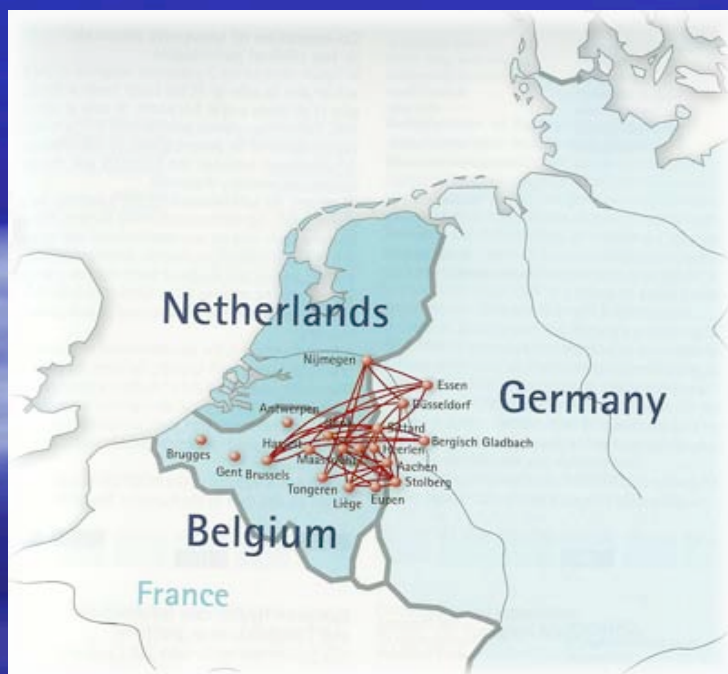 Netherlands
Nijmegen
Essen
Germany
Düsseldorf
Antwerpen
Sittard
Bergisch Gladbach
Brugges
Hasselt
Heerlen
Maastricht
Gent
Brussels
Aachen
Stolberg
Tongeren
Eupen
Liège
Belgium
France